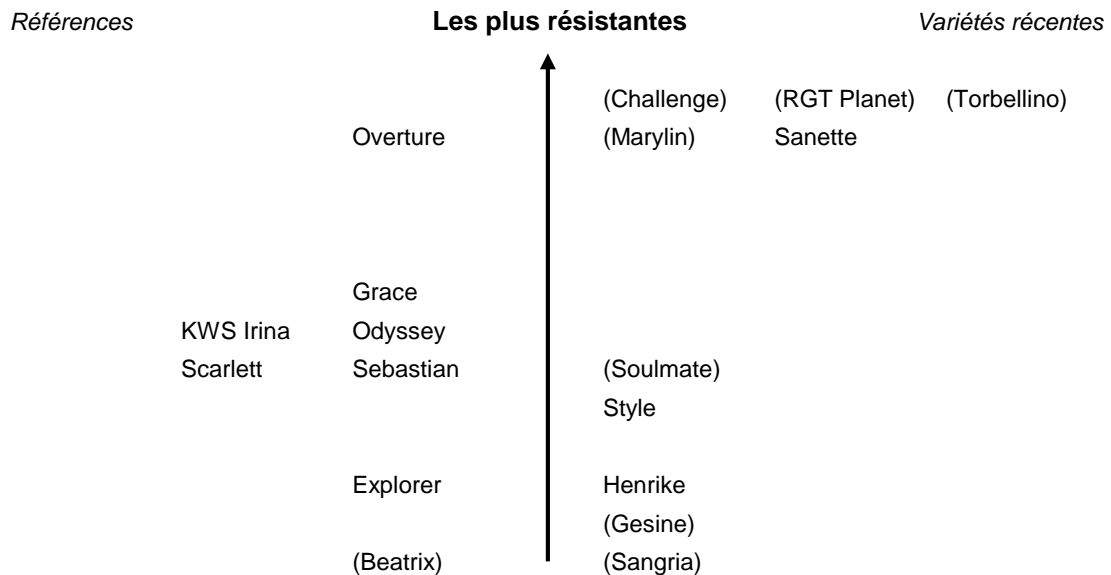 Références Les plus résistantes Variétés récentes
(Challenge) (RGT Planet) (Torbellino)
Overture (Marylin) Sanette
Grace
KWS Irina Odyssey
Scarlett Sebastian (Soulmate)
Style
Explorer Henrike
(Gesine)
(Beatrix) (Sangria)